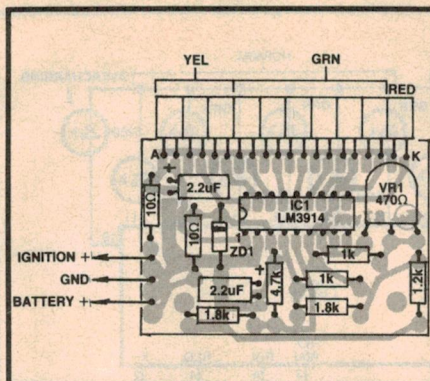 YEL
GRN
RED
A
K
+
2.2uF
10Ω
10Ω
IC1
LM3914
VR1
470Ω
ZD1
IGNITION +
GND
BATTERY +
+
2.2uF
4.7k
1k
1k
1.2k
1.8k
1.8k